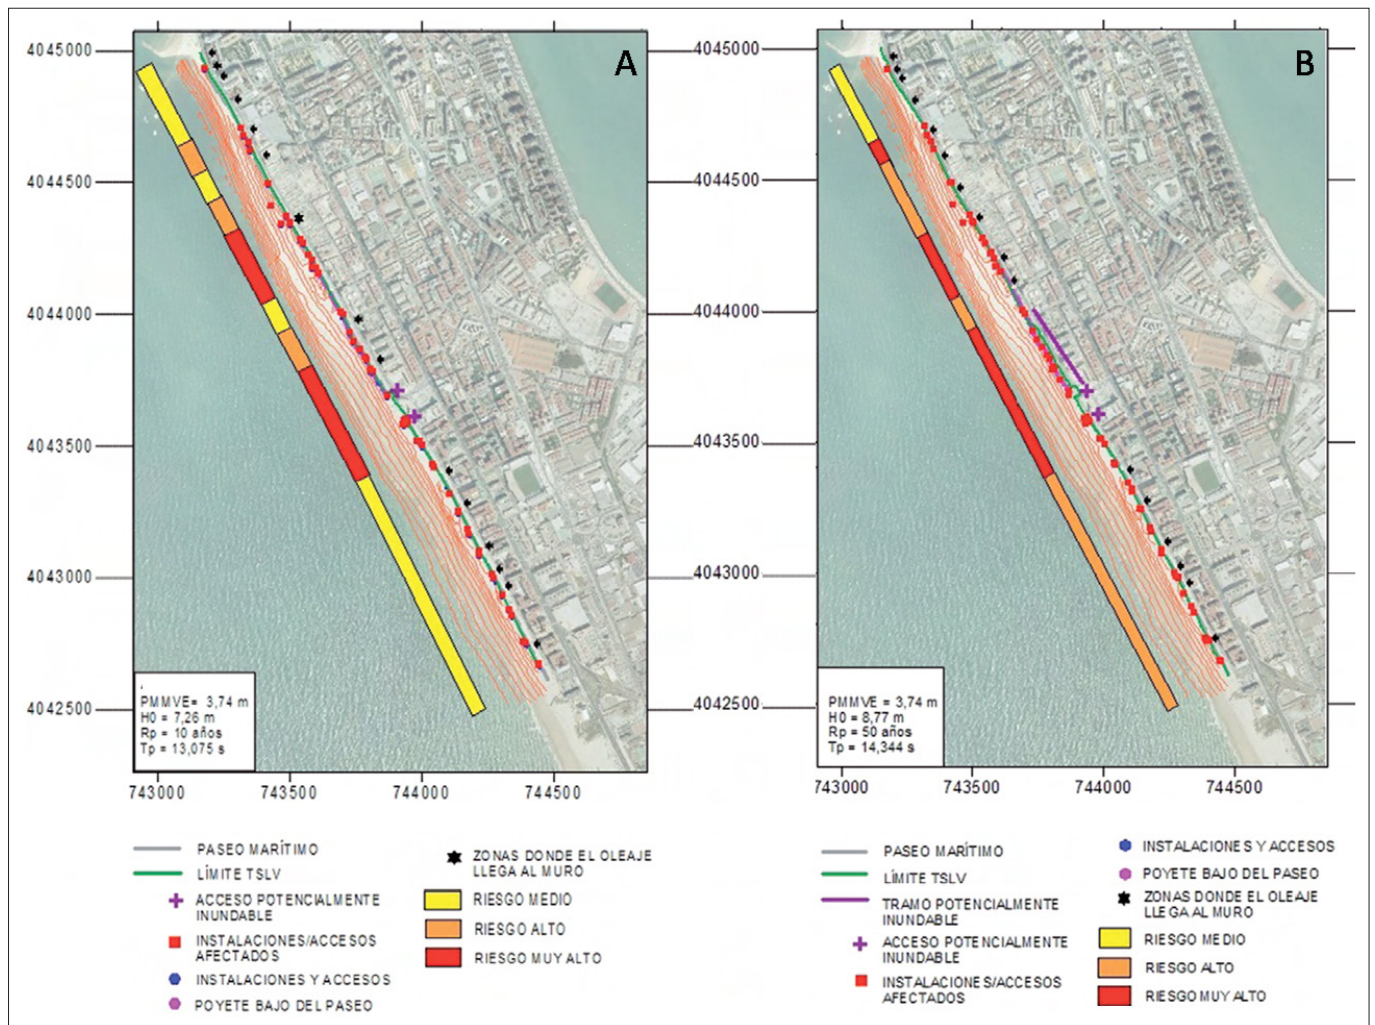 A
4045000
4044500
4044000
4043500
4043000
4042500
PMMVE= 3,74 m
H0 = 7,26 m
Rp = 10 años
Tp = 13,075 s
743000
743500
744000
744500
PASEO MARÍTIMO
LÍMITE TSLV
ACCESO POTENCIALMENTE
INUNDABLE
INSTALACIONES/ACCESOS
AFECTADOS
INSTALACIONES Y ACCESOS
POYETE BAJO DEL PASEO
ZONAS DONDE EL OLEAJE
LLEGA AL MURO
RIESGO MEDIO
RIESGO ALTO
RIESGO MUY ALTO
B
4045000
4044500
4044000
4043500
4043000
4042500
PMMVE = 3,74 m
H0 = 8,77 m
Rp = 50 años
Tp = 14,344 s
743000
743500
744000
744500
PASEO MARÍTIMO
LÍMITE TSLV
TRAMO POTENCIALMENTE
INUNDABLE
ACCESO POTENCIALMENTE
INUNDABLE
INSTALACIONES/ACCESOS
AFECTADOS
INSTALACIONES Y ACCESOS
POYETE BAJO DEL PASEO
ZONAS DONDE EL OLEAJE
LLEGA AL MURO
RIESGO MEDIO
RIESGO ALTO
RIESGO MUY ALTO